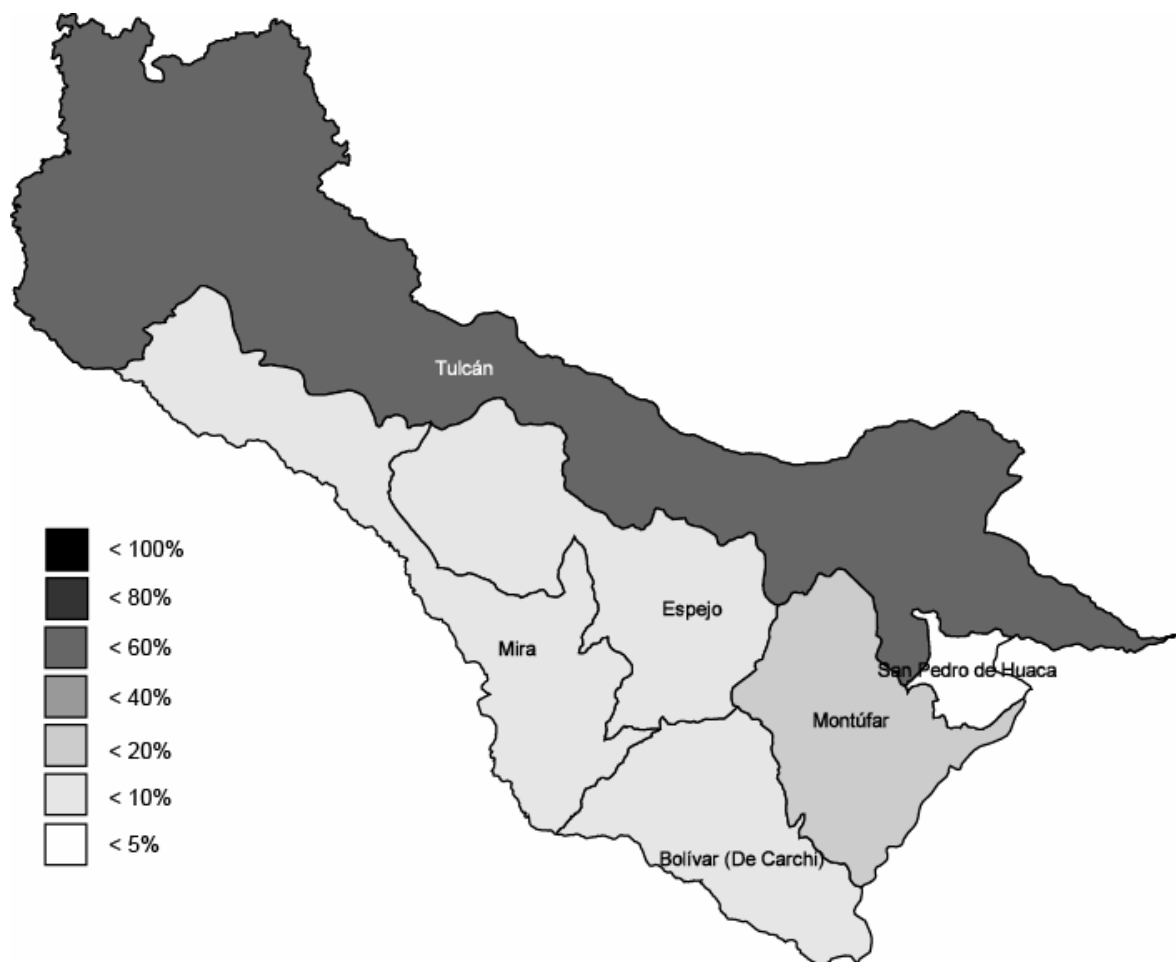 Tulcán
Espejo
Mira
San Pedro de Huaca
Montúfar
Bolívar (De Carchi)
< 100%
< 80%
< 60%
< 40%
< 20%
< 10%
< 5%